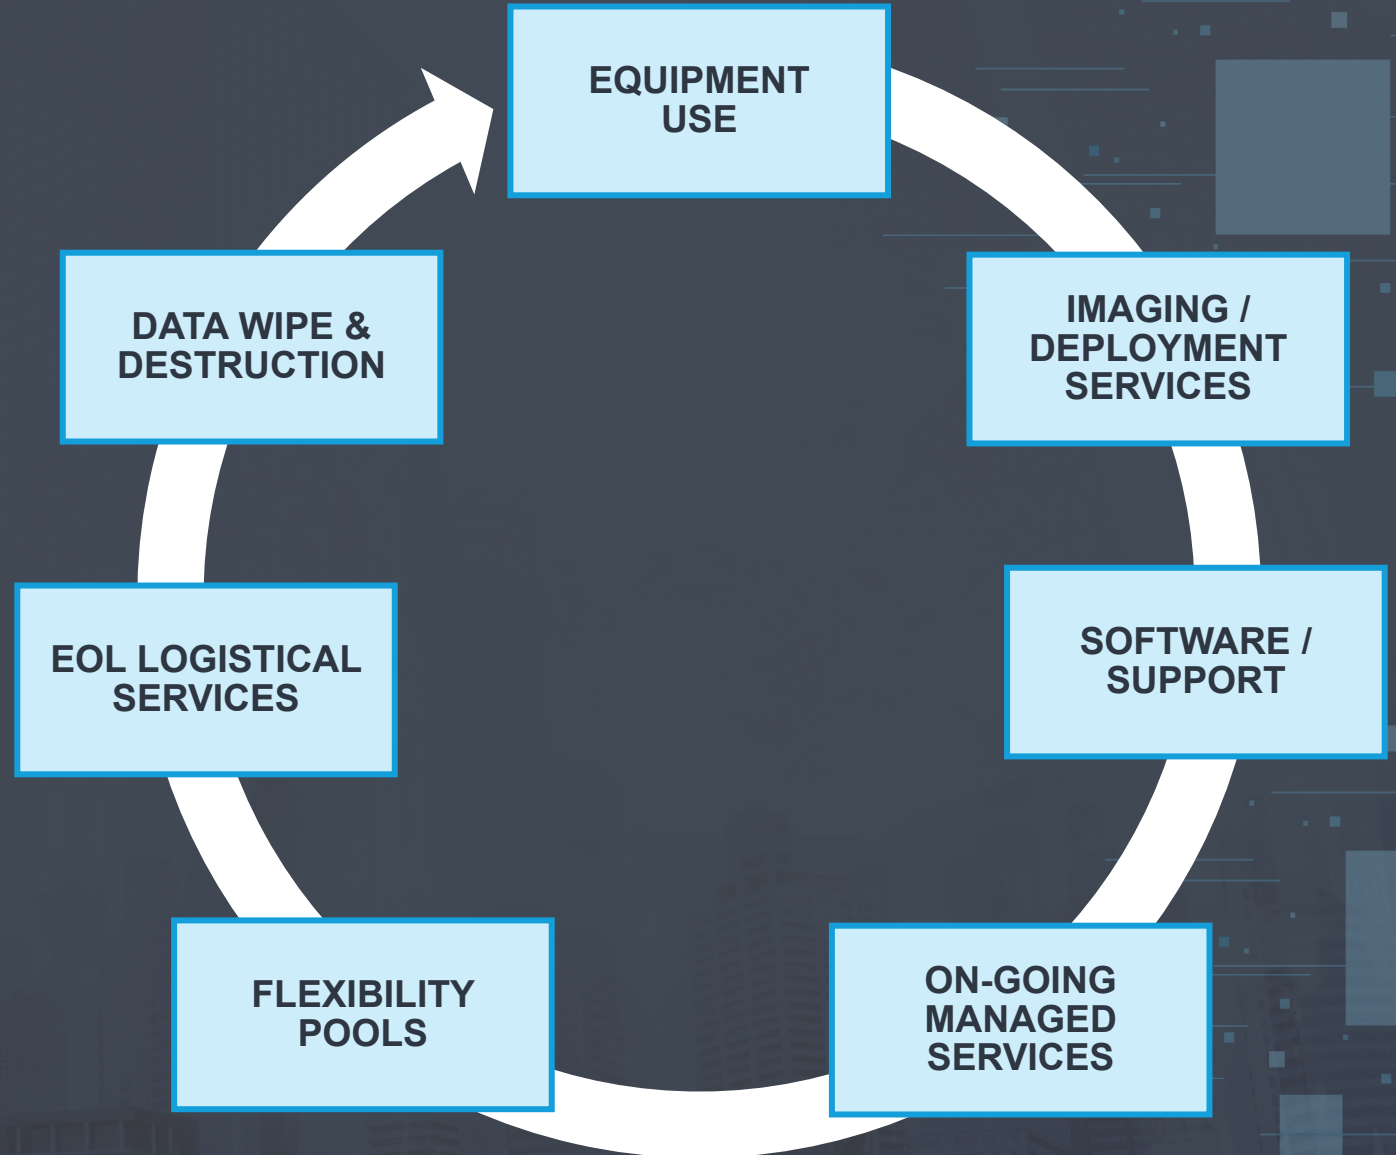 EQUIPMENT
USE
IMAGING /
DEPLOYMENT
SERVICES
SOFTWARE /
SUPPORT
ON-GOING
MANAGED
SERVICES
FLEXIBILITY
POOLS
EOL LOGISTICAL
SERVICES
DATA WIPE &
DESTRUCTION